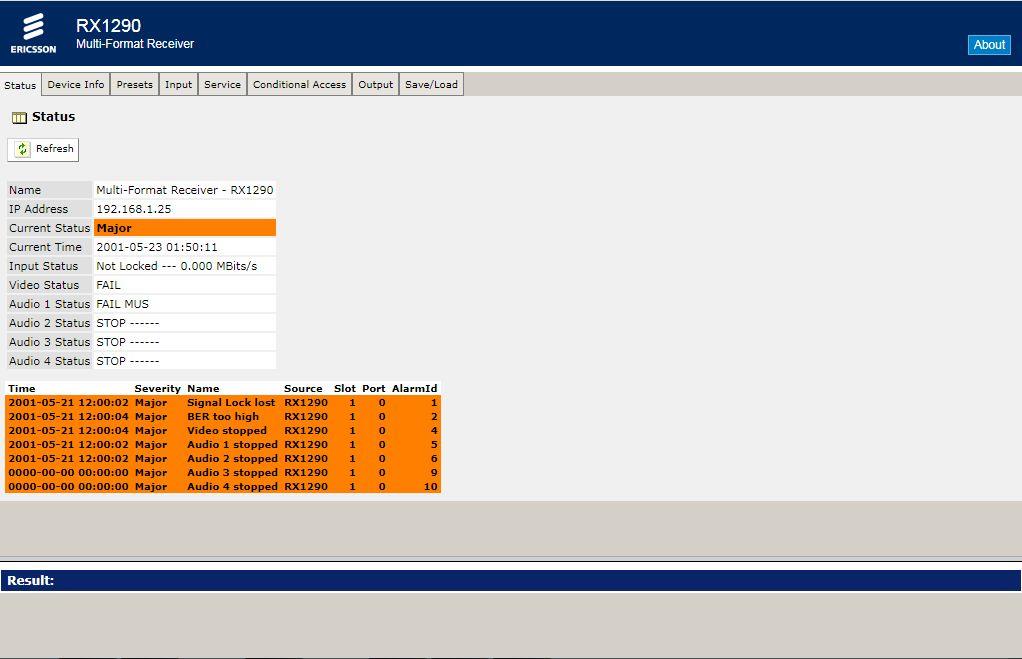 RX1290
ERICSSON Multi-Format Receiver
About
Status Device Info Presets Input Service Conditional Access Output Save/Load
Status
Refresh
Name Multi-Format Receiver - RX1290
IP Address 192.168.1.25
Current Status Major
Current Time 2001-05-23 01:50:11
Input Status Not Locked --- 0.000 MBits/s
Video Status FAIL
Audio 1 Status FAIL MUS
Audio 2 Status STOP ------
Audio 3 Status STOP ------
Audio 4 Status STOP ------
Time Severity Name Source Slot Port AlarmId
2001-05-21 12:00:02 Major Signal Lock lost RX1290 1 0 1
2001-05-21 12:00:04 Major BER too high RX1290 1 0 2
2001-05-21 12:00:04 Major Video stopped RX1290 1 0 4
2001-05-21 12:00:02 Major Audio 1 stopped RX1290 1 0 5
2001-05-21 12:00:02 Major Audio 2 stopped RX1290 1 0 6
0000-00-00 00:00:00 Major Audio 3 stopped RX1290 1 0 9
0000-00-00 00:00:00 Major Audio 4 stopped RX1290 1 0 10
Result: